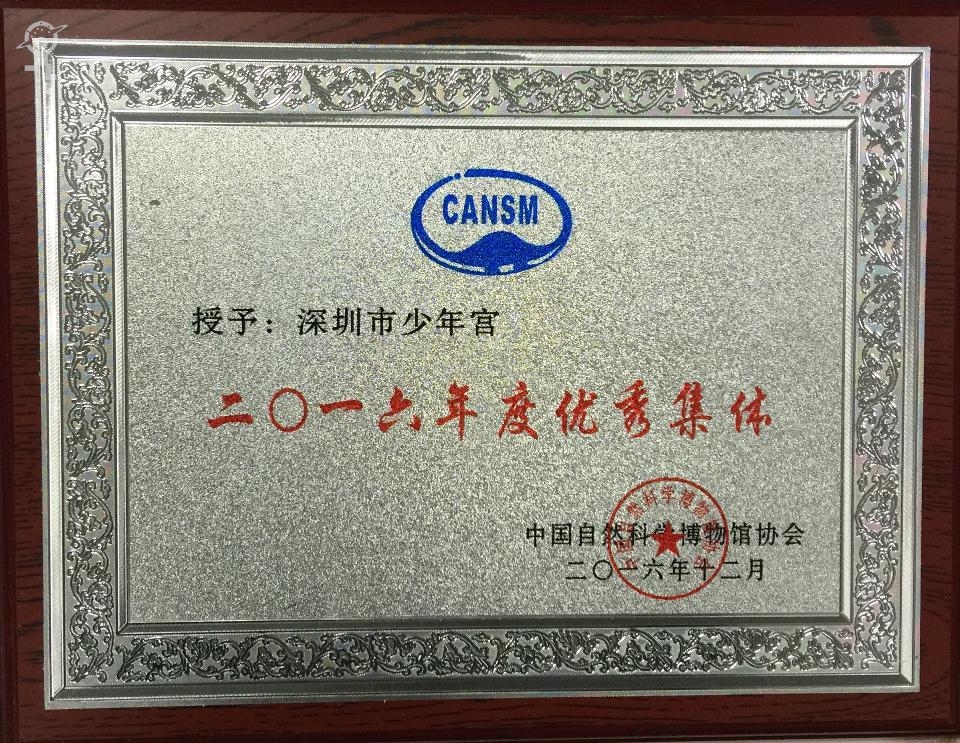 CANSM
授予：深圳市少年宫
二〇一六年度优秀集体
中国自然科学博物馆协会
二〇一六年十二月